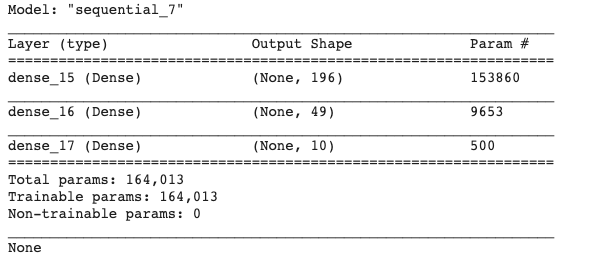 Model: "sequential_7"
Layer (type) Output Shape Param #
dense_15 (Dense) (None, 196) 153860
dense_16 (Dense) (None, 49) 9653
dense_17 (Dense) (None, 10) 500
Total params: 164,013
Trainable params: 164,013
Non-trainable params: 0
None